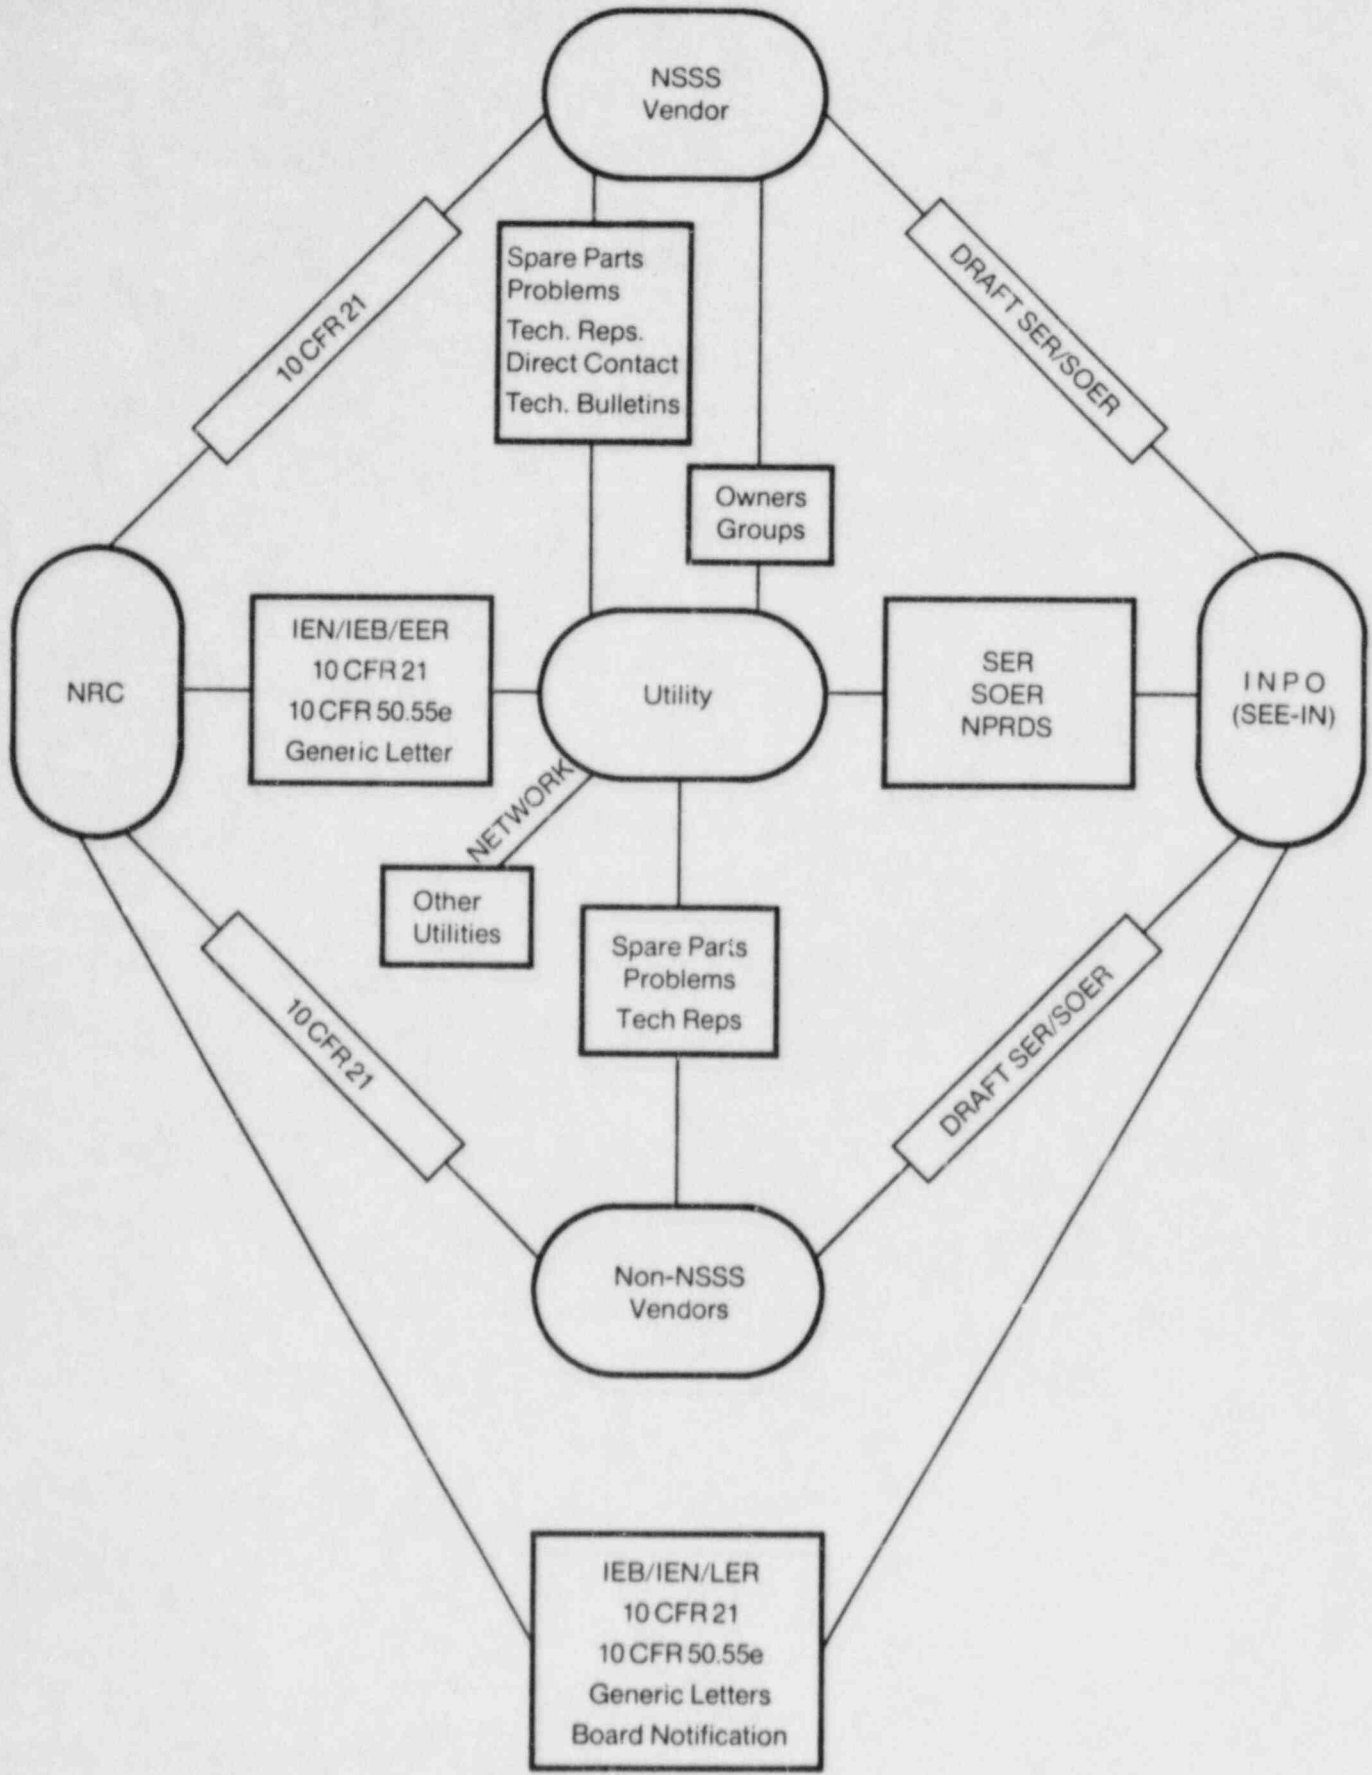 NSSS
Vendor
10 CFR 21
Spare Parts
Problems
Tech. Reps.
Direct Contact
Tech. Bulletins
DRAFT SER/SOER
Owners
Groups
NRC
IEN/IEB/EER
10 CFR 21
10 CFR 50.55e
Generic Letter
Utility
SER
SOER
NPRDS
INPO
(SEE-IN)
NETWORK
Other
Utilities
Spare Parts
Problems
Tech Reps
10 CFR 21
DRAFT SER/SOER
Non-NSSS
Vendors
IEB/IEN/LER
10 CFR 21
10 CFR 50.55e
Generic Letters
Board Notification